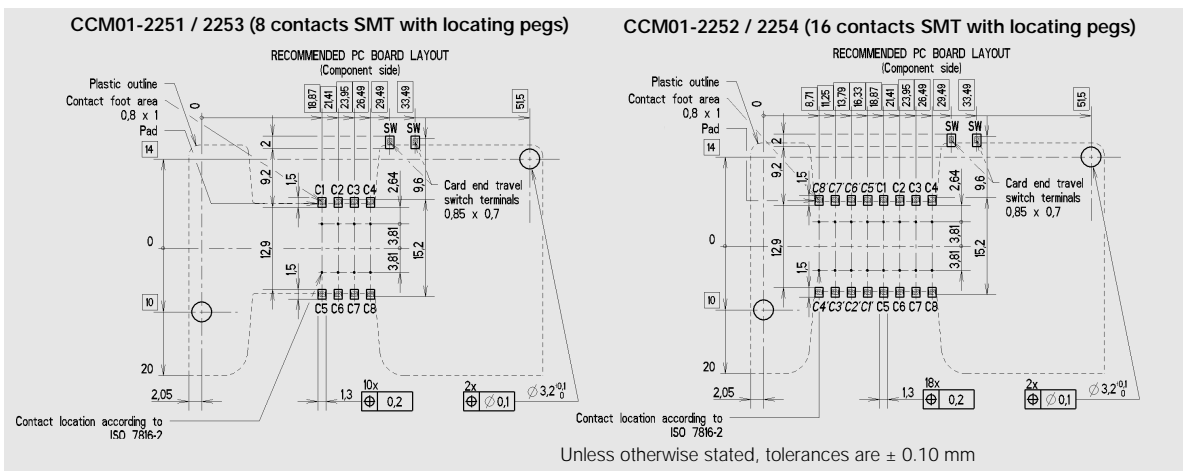 CCM01-2251 / 2253 (8 contacts SMT with locating pegs)
RECOMMENDED PC BOARD LAYOUT
(Component side)
Plastic outline
Contact foot area
0,8 x 1
Pad
0
18,87
21,41
23,95
26,49
29,49
33,49
51,5
SW SW
14
2
9,2
1,5
C1 C2 C3 C4
2,64
9,6
Card end travel
switch terminals
0,85 x 0,7
0
12,9
3,81
3,81
15,2
1,5
10
C5 C6 C7 C8
20
2,05
1,3
10x
0,2
2x
∅ 0,1
∅ 3,2 +0,1 0
Contact location according to
ISO 7816-2
CCM01-2252 / 2254 (16 contacts SMT with locating pegs)
RECOMMENDED PC BOARD LAYOUT
(Component side)
Plastic outline
Contact foot area
0,8 x 1
Pad
0
8,71
11,25
13,79
16,33
18,87
21,41
23,95
26,49
29,49
33,49
51,5
SW SW
14
2
9,2
1,5
C8' C7' C6' C5' C1 C2 C3 C4
2,64
9,6
Card end travel
switch terminals
0,85 x 0,7
0
12,9
3,81
3,81
15,2
1,5
10
C4' C3' C2' C1' C5 C6 C7 C8
20
2,05
1,3
18x
0,2
2x
∅ 0,1
∅ 3,2 +0,1 0
Contact location according to
ISO 7816-2
Unless otherwise stated, tolerances are ± 0.10 mm